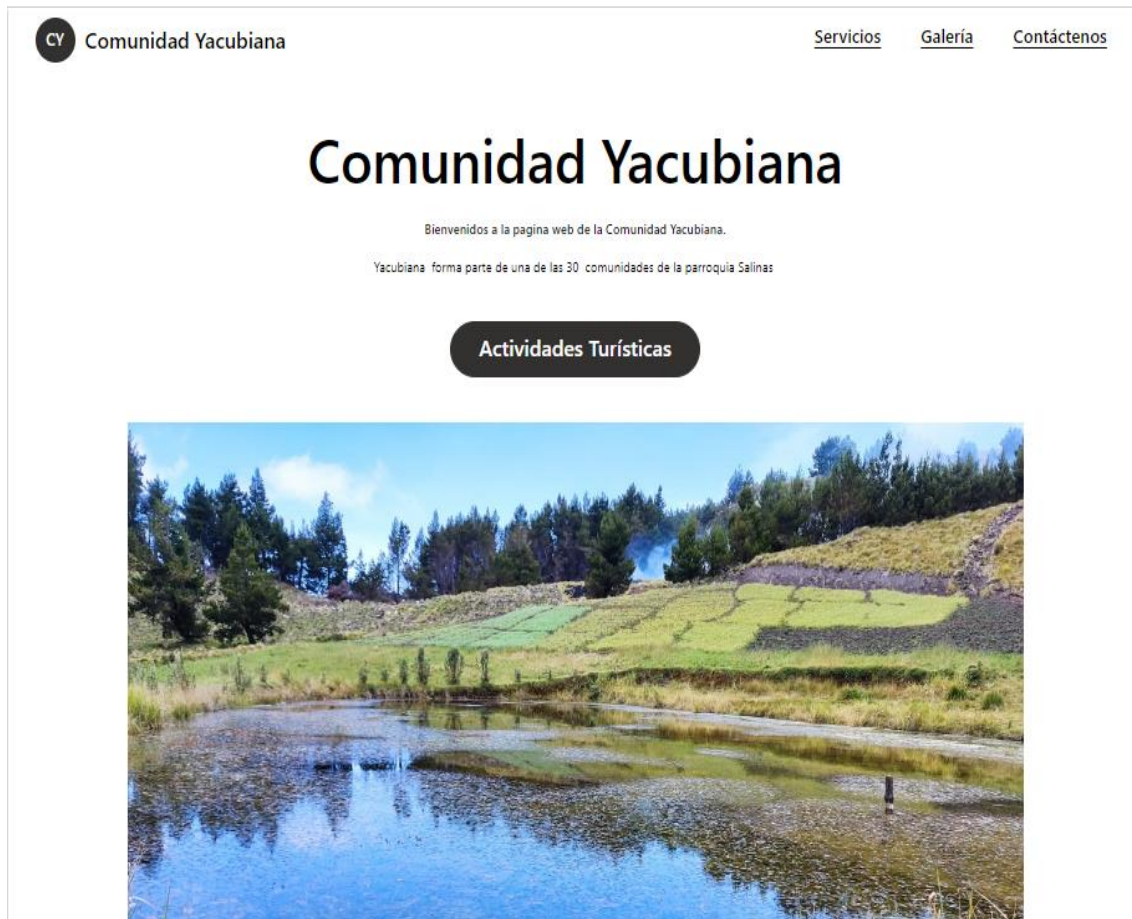 CY Comunidad Yacubiana Servicios Galería Contáctenos
Comunidad Yacubiana
Bienvenidos a la pagina web de la Comunidad Yacubiana.
Yacubiana forma parte de una de las 30 comunidades de la parroquia Salinas
Actividades Turísticas